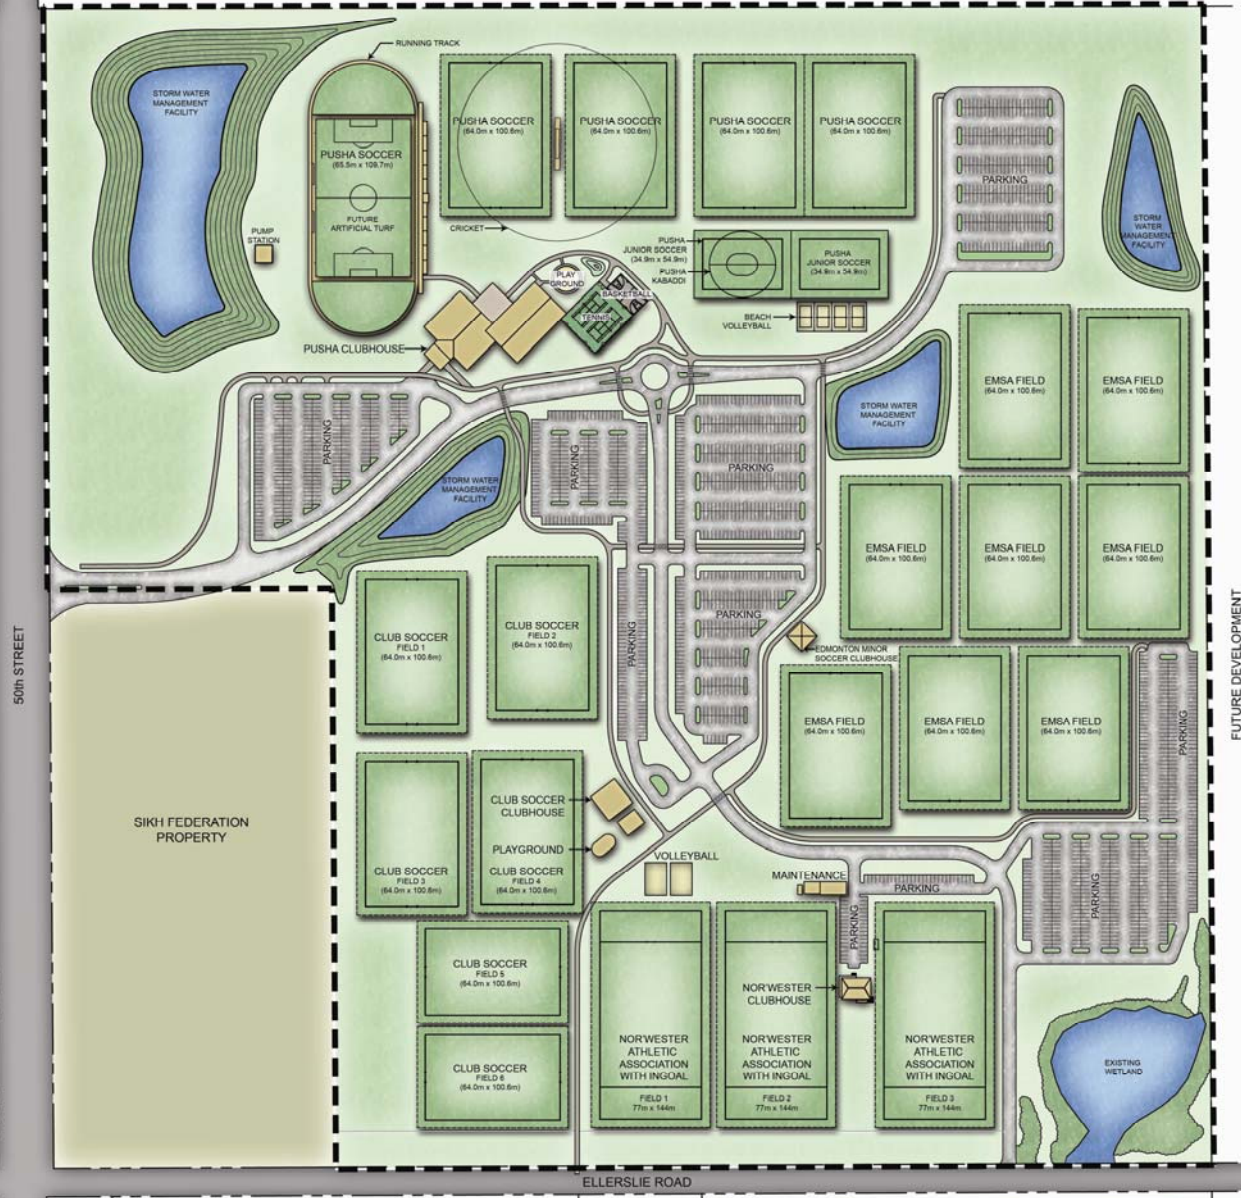 RUNNING TRACK
STORM WATER
MANAGEMENT
FACILITY
PUSHA SOCCER
(65.5m x 109.7m)
FUTURE
ARTIFICIAL TURF
PUSHA SOCCER
(64.0m x 100.6m)
PUSHA SOCCER
(64.0m x 100.6m)
PUSHA SOCCER
(64.0m x 100.6m)
PUSHA SOCCER
(64.0m x 100.6m)
PARKING
STORM
WATER
MANAGEMENT
FACILITY
PUMP
STATION
CRICKET
PUSHA
JUNIOR SOCCER
(34.9m x 54.9m)
PUSHA
KABADDI
PUSHA
JUNIOR SOCCER
(34.9m x 54.9m)
PLAY
GROUND
BASKETBALL
TENNIS
BEACH
VOLLEYBALL
PUSHA CLUBHOUSE
EMSA FIELD
(64.0m x 100.6m)
EMSA FIELD
(64.0m x 100.6m)
STORM WATER
MANAGEMENT
FACILITY
PARKING
PARKING
PARKING
STORM WATER
MANAGEMENT
FACILITY
EMSA FIELD
(64.0m x 100.6m)
EMSA FIELD
(64.0m x 100.6m)
EMSA FIELD
(64.0m x 100.6m)
CLUB SOCCER
FIELD 1
(64.0m x 100.6m)
CLUB SOCCER
FIELD 2
(64.0m x 100.6m)
PARKING
PARKING
EDMONTON MINOR
SOCCER CLUBHOUSE
50th STREET
FUTURE DEVELOPMENT
EMSA FIELD
(64.0m x 100.6m)
EMSA FIELD
(64.0m x 100.6m)
EMSA FIELD
(64.0m x 100.6m)
PARKING
SIKH FEDERATION
PROPERTY
CLUB SOCCER
CLUBHOUSE
PLAYGROUND
CLUB SOCCER
FIELD 3
(64.0m x 100.6m)
CLUB SOCCER
FIELD 4
(64.0m x 100.6m)
VOLLEYBALL
MAINTENANCE
PARKING
PARKING
PARKING
CLUB SOCCER
FIELD 5
(64.0m x 100.6m)
NOR'WESTER
CLUBHOUSE
CLUB SOCCER
FIELD 6
(64.0m x 100.6m)
NOR'WESTER
ATHLETIC
ASSOCIATION
WITH INGOAL
FIELD 1
77m x 144m
NOR'WESTER
ATHLETIC
ASSOCIATION
WITH INGOAL
FIELD 2
77m x 144m
NOR'WESTER
ATHLETIC
ASSOCIATION
WITH INGOAL
FIELD 3
77m x 144m
EXISTING
WETLAND
ELLERSLIE ROAD